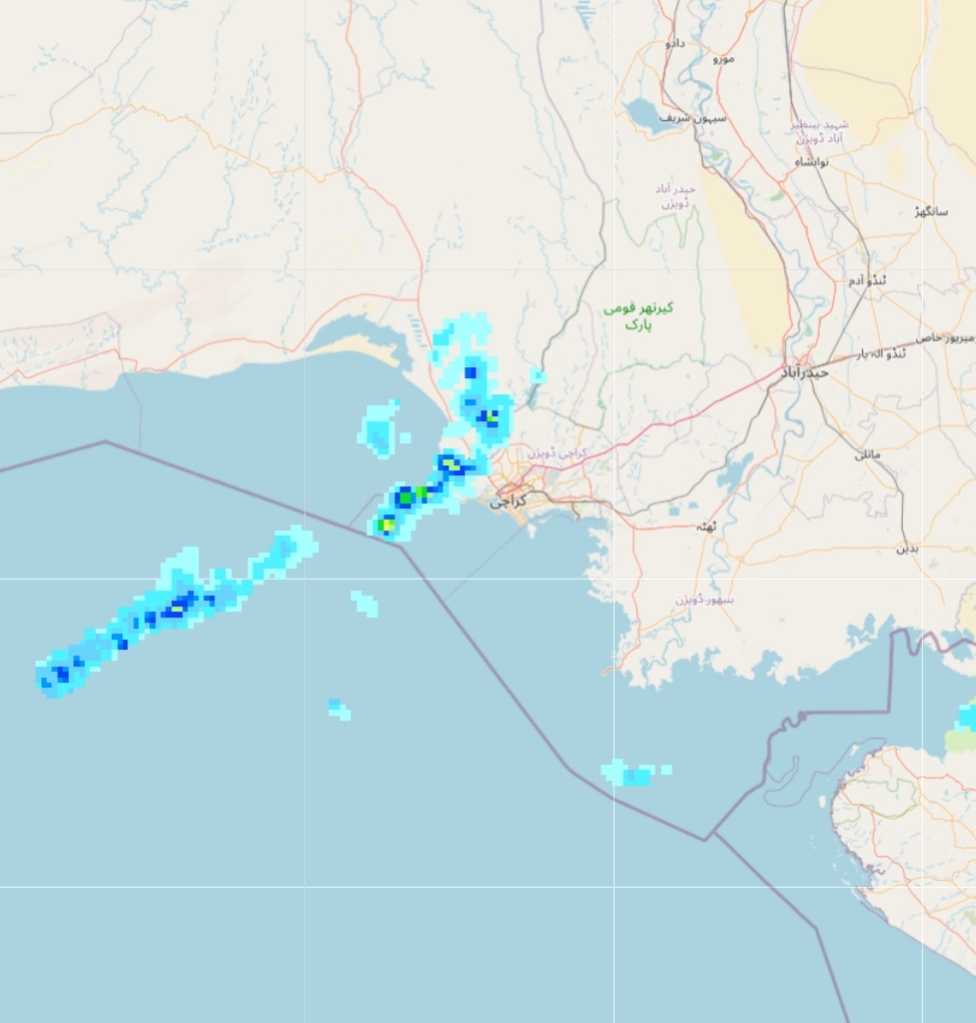 دادو
مورو
سیہون شریف
شہید بینظیر
آباد ڈویژن
نوابشاہ
حیدر آباد
ڈویژن
سانگھڑ
ٹنڈو آدم
کیرتھر قومی
پارک
میرپور خاص
ٹنڈو الہ یار
حیدرآباد
کراچی ڈویژن
ماتلی
کراچی
ٹھٹہ
بدین
بنبھور ڈویژن